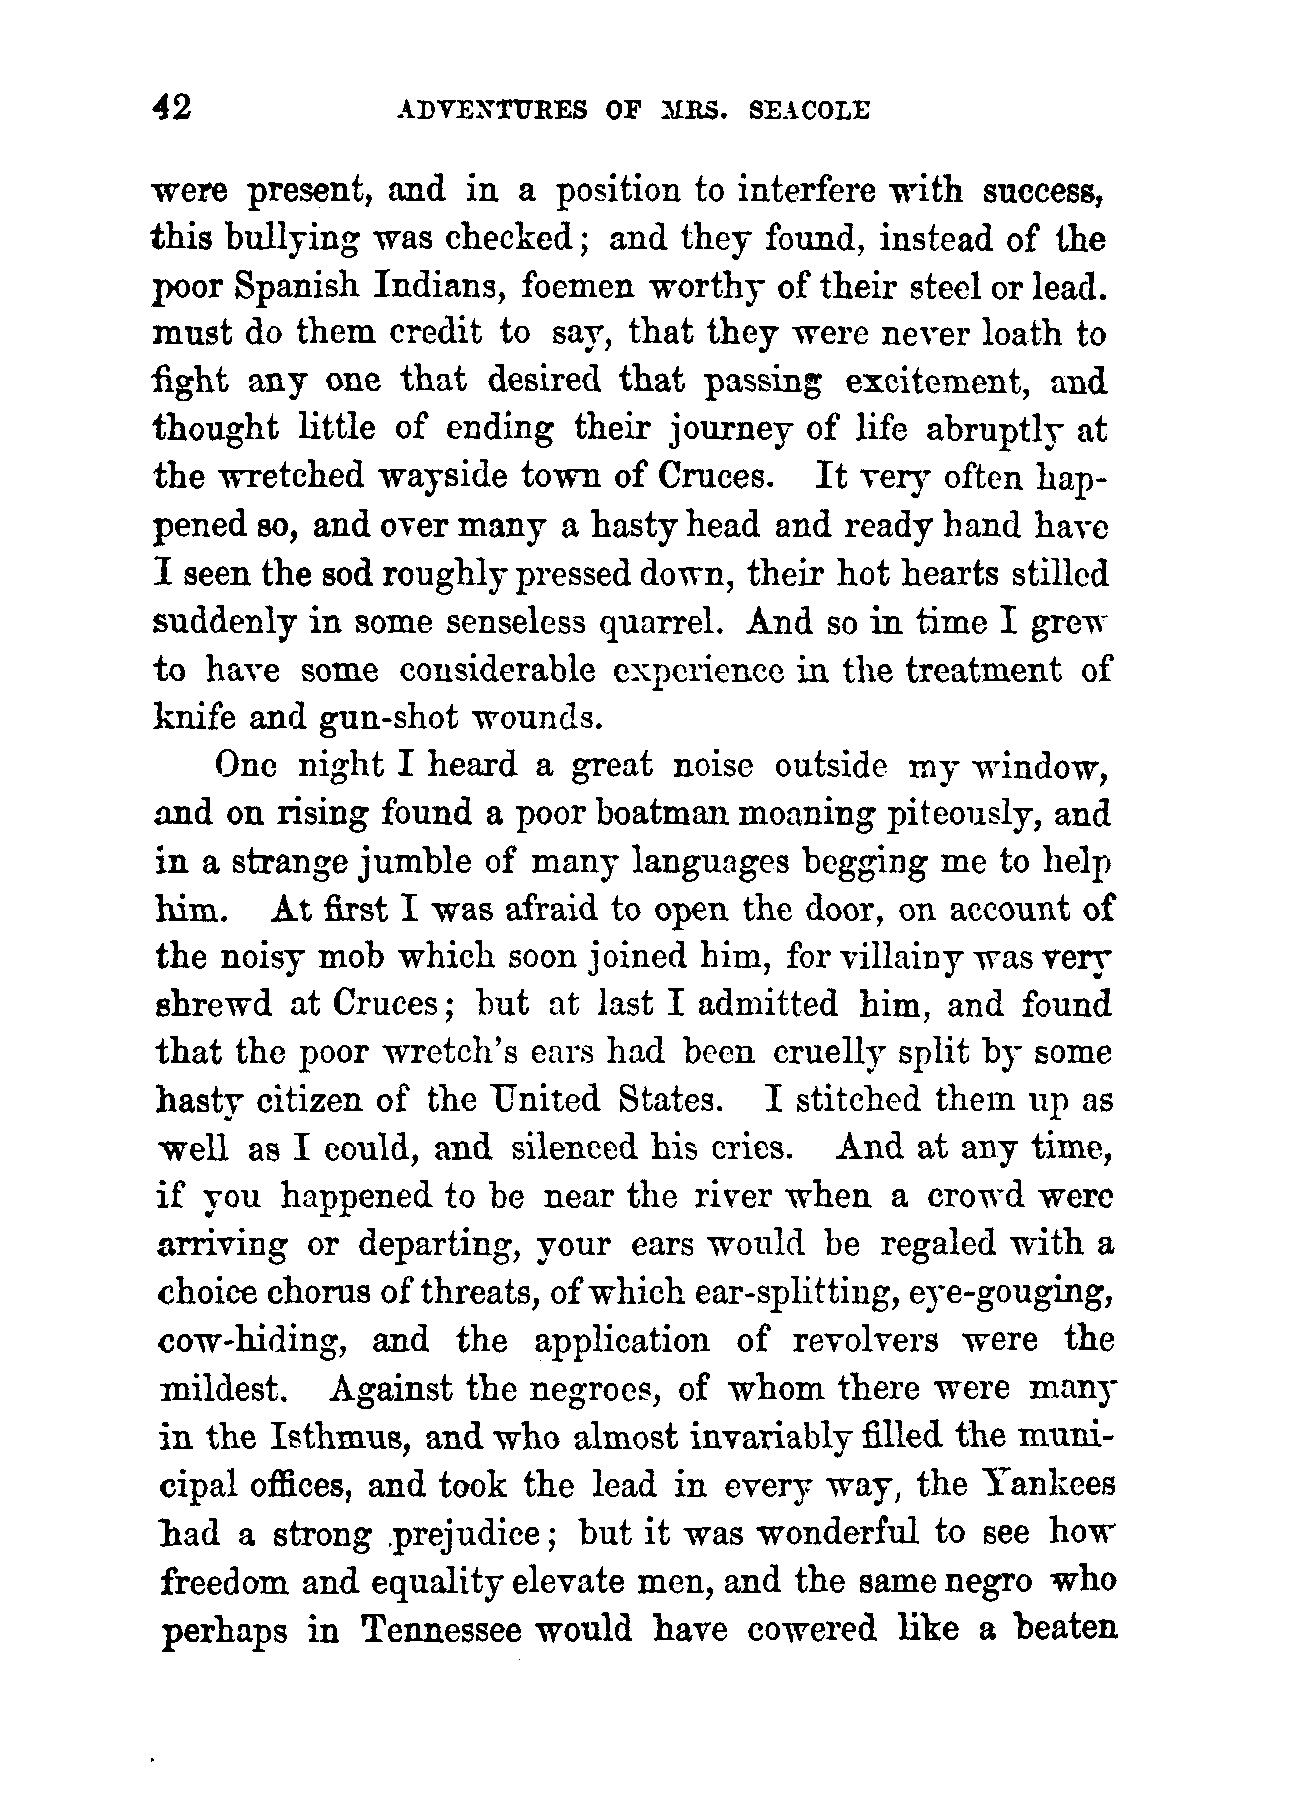 42 ADVENTURES OF MRS. SEACOLE
were present, and in a position to interfere with success,
this bullying was checked; and they found, instead of the
poor Spanish Indians, foemen worthy of their steel or lead.
must do them credit to say, that they were never loath to
fight any one that desired that passing excitement, and
thought little of ending their journey of life abruptly at
the wretched wayside town of Cruces. It very often hap-
pened so, and over many a hasty head and ready hand have
I seen the sod roughly pressed down, their hot hearts stilled
suddenly in some senseless quarrel. And so in time I grew
to have some considerable experience in the treatment of
knife and gun-shot wounds.
One night I heard a great noise outside my window,
and on rising found a poor boatman moaning piteously, and
in a strange jumble of many languages begging me to help
him. At first I was afraid to open the door, on account of
the noisy mob which soon joined him, for villainy was very
shrewd at Cruces; but at last I admitted him, and found
that the poor wretch's ears had been cruelly split by some
hasty citizen of the United States. I stitched them up as
well as I could, and silenced his cries. And at any time,
if you happened to be near the river when a crowd were
arriving or departing, your ears would be regaled with a
choice chorus of threats, of which ear-splitting, eye-gouging,
cow-hiding, and the application of revolvers were the
mildest. Against the negroes, of whom there were many
in the Isthmus, and who almost invariably filled the muni-
cipal offices, and took the lead in every way, the Yankees
had a strong prejudice; but it was wonderful to see how
freedom and equality elevate men, and the same negro who
perhaps in Tennessee would have cowered like a beaten